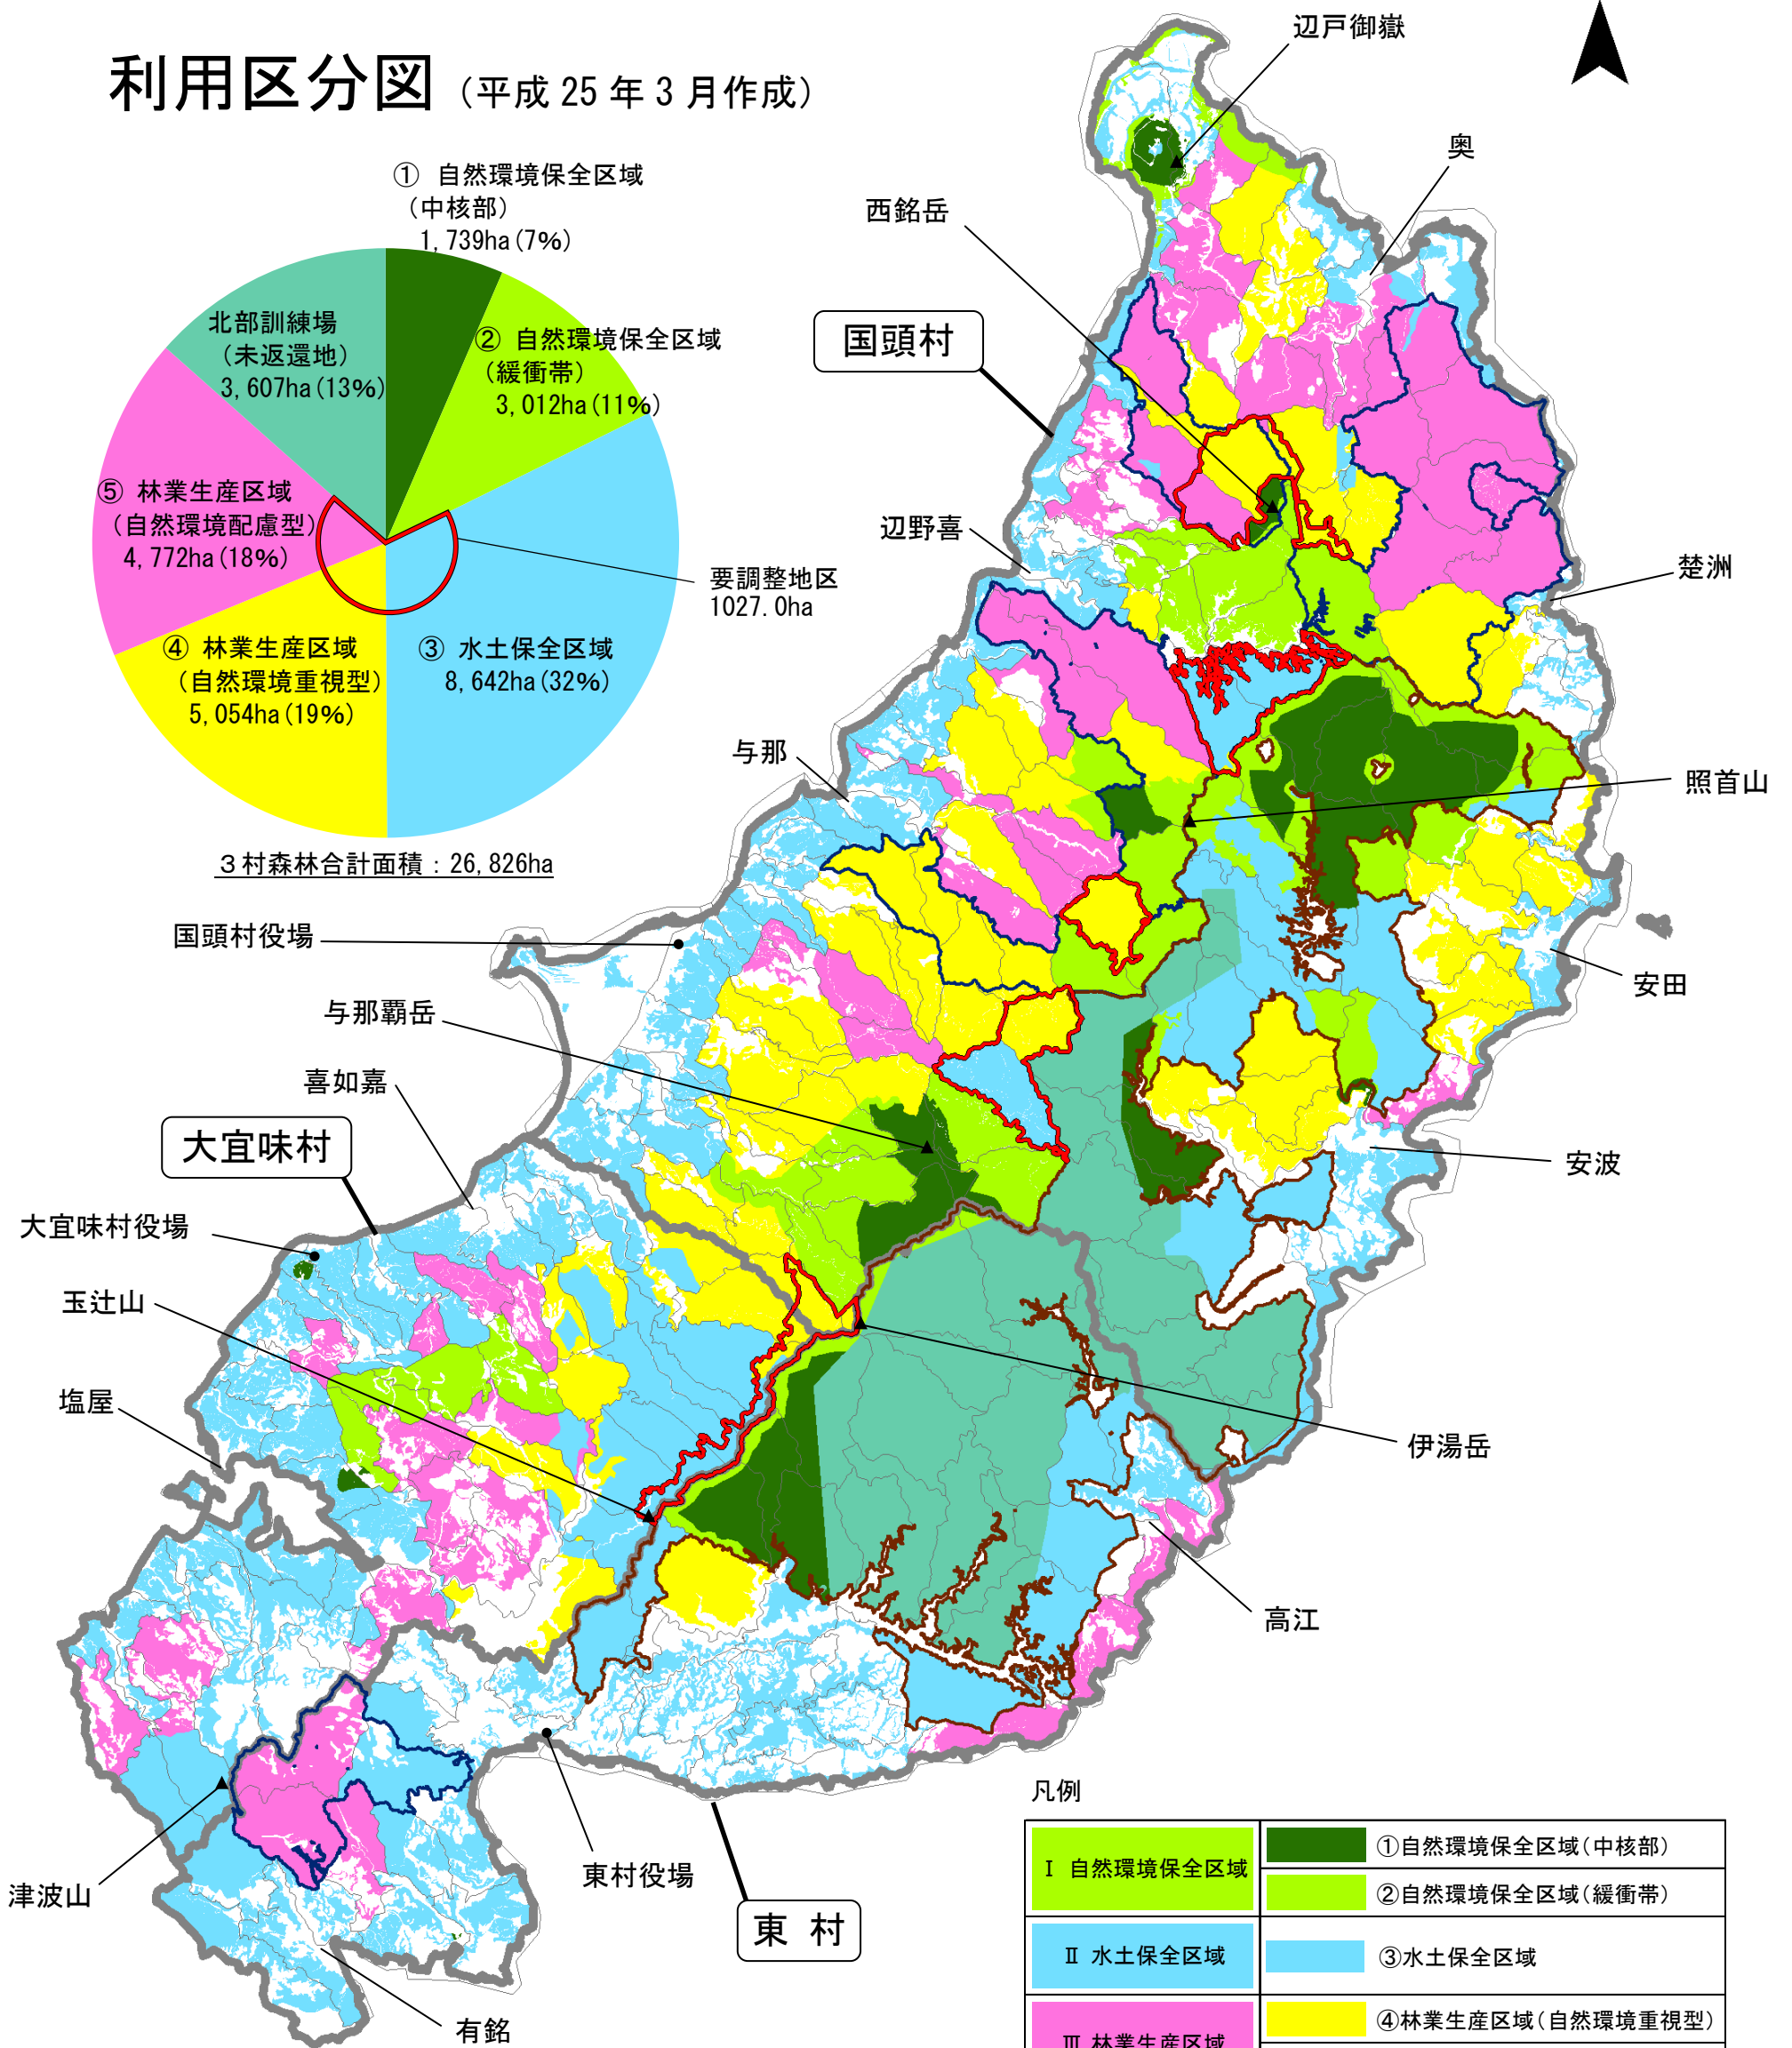 利用区分図 (平成 25 年 3 月作成)
① 自然環境保全区域
(中核部)
1,739ha(7%)
北部訓練場
(未返還地)
3,607ha(13%)
② 自然環境保全区域
(緩衝帯)
3,012ha(11%)
⑤ 林業生産区域
(自然環境配慮型)
4,772ha(18%)
要調整地区
1027.0ha
④ 林業生産区域
(自然環境重視型)
5,054ha(19%)
③ 水土保全区域
8,642ha(32%)
3村森林合計面積:26,826ha
辺戸御嶽
奥
西銘岳
国頭村
辺野喜
楚洲
与那
照首山
国頭村役場
安田
与那覇岳
喜如嘉
大宜味村
安波
大宜味村役場
玉辻山
塩屋
伊湯岳
高江
津波山
東村役場
東 村
有銘
凡例
Ⅰ 自然環境保全区域
①自然環境保全区域(中核部)
②自然環境保全区域(緩衝帯)
Ⅱ 水土保全区域
③水土保全区域
Ⅲ 林業生産区域
④林業生産区域(自然環境重視型)